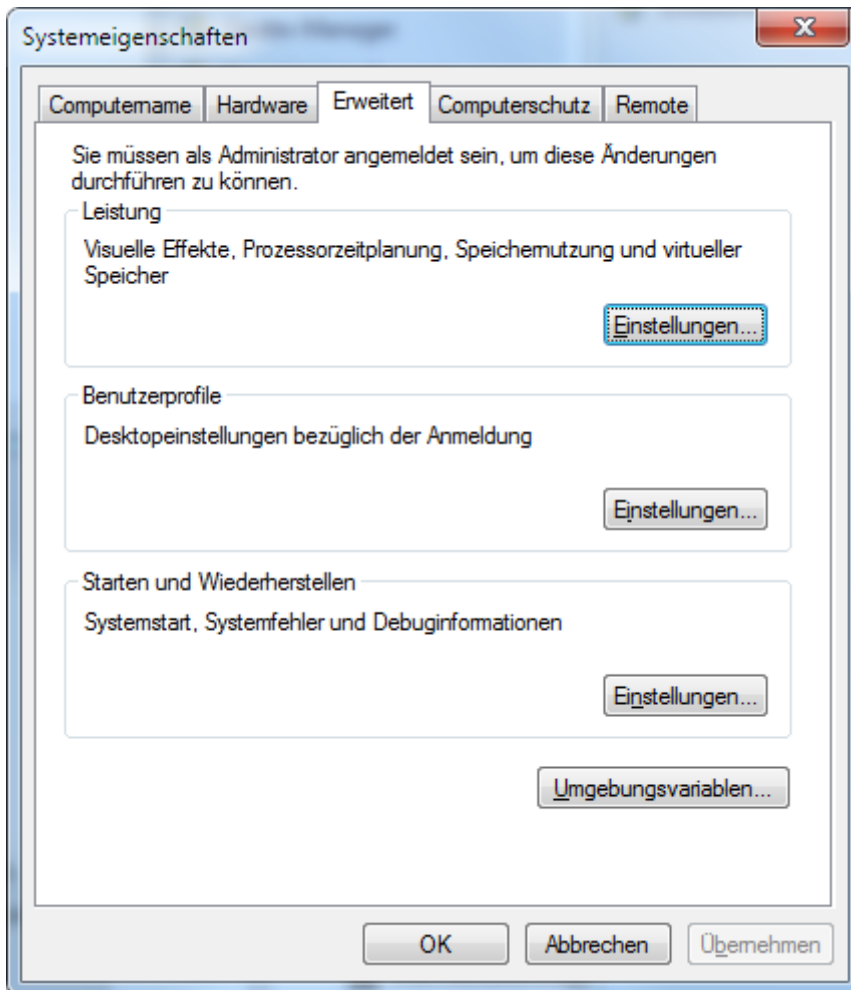 Systemeigenschaften
Computername Hardware Erweitert Computerschutz Remote
Sie müssen als Administrator angemeldet sein, um diese Änderungen
durchführen zu können.
Leistung
Visuelle Effekte, Prozessorzeitplanung, Speichernutzung und virtueller
Speicher
Einstellungen...
Benutzerprofile
Desktopeinstellungen bezüglich der Anmeldung
Einstellungen...
Starten und Wiederherstellen
Systemstart, Systemfehler und Debuginformationen
Einstellungen...
Umgebungsvariablen...
OK Abbrechen Übernehmen